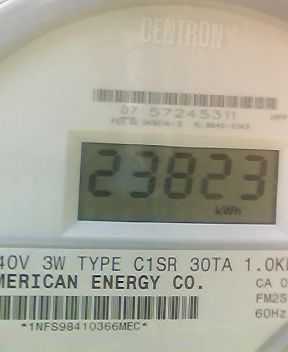 CENTRON®
07 57245311
23823
kWh
40V 3W TYPE C1SR 30TA 1.0K
MERICAN ENERGY CO.
CA 0
FM2S
60Hz
*1NFS98410366MEC*